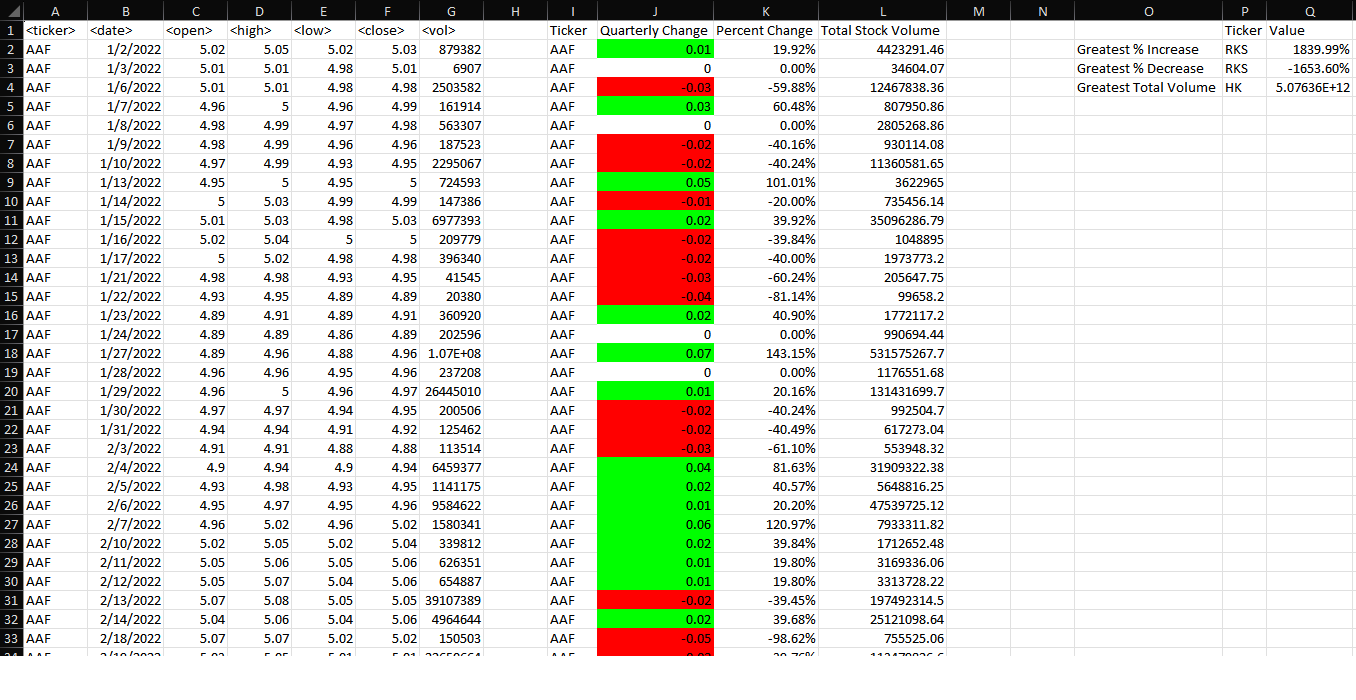 A B C D E F G H I J K L M N O P Q
1 <ticker> <date> <open> <high> <low> <close> <vol> Ticker Quarterly Change Percent Change Total Stock Volume Ticker Value
2 AAF 1/2/2022 5.02 5.05 5.02 5.03 879382 AAF 0.01 19.92% 4423291.46 Greatest % Increase RKS 1839.99%
3 AAF 1/3/2022 5.01 5.01 4.98 5.01 6907 AAF 0 0.00% 34604.07 Greatest % Decrease RKS -1653.60%
4 AAF 1/6/2022 5.01 5.01 4.98 4.98 2503582 AAF -0.03 -59.88% 12467838.36 Greatest Total Volume HK 5.07636E+12
5 AAF 1/7/2022 4.96 5 4.96 4.99 161914 AAF 0.03 60.48% 807950.86
6 AAF 1/8/2022 4.98 4.99 4.97 4.98 563307 AAF 0 0.00% 2805268.86
7 AAF 1/9/2022 4.98 4.99 4.96 4.96 187523 AAF -0.02 -40.16% 930114.08
8 AAF 1/10/2022 4.97 4.99 4.93 4.95 2295067 AAF -0.02 -40.24% 11360581.65
9 AAF 1/13/2022 4.95 5 4.95 5 724593 AAF 0.05 101.01% 3622965
10 AAF 1/14/2022 5 5.03 4.99 4.99 147386 AAF -0.01 -20.00% 735456.14
11 AAF 1/15/2022 5.01 5.03 4.98 5.03 6977393 AAF 0.02 39.92% 35096286.79
12 AAF 1/16/2022 5.02 5.04 5 5 209779 AAF -0.02 -39.84% 1048895
13 AAF 1/17/2022 5 5.02 4.98 4.98 396340 AAF -0.02 -40.00% 1973773.2
14 AAF 1/21/2022 4.98 4.98 4.93 4.95 41545 AAF -0.03 -60.24% 205647.75
15 AAF 1/22/2022 4.93 4.95 4.89 4.89 20380 AAF -0.04 -81.14% 99658.2
16 AAF 1/23/2022 4.89 4.91 4.89 4.91 360920 AAF 0.02 40.90% 1772117.2
17 AAF 1/24/2022 4.89 4.89 4.86 4.89 202596 AAF 0 0.00% 990694.44
18 AAF 1/27/2022 4.89 4.96 4.88 4.96 1.07E+08 AAF 0.07 143.15% 531575267.7
19 AAF 1/28/2022 4.96 4.96 4.95 4.96 237208 AAF 0 0.00% 1176551.68
20 AAF 1/29/2022 4.96 5 4.96 4.97 26445010 AAF 0.01 20.16% 131431699.7
21 AAF 1/30/2022 4.97 4.97 4.94 4.95 200506 AAF -0.02 -40.24% 992504.7
22 AAF 1/31/2022 4.94 4.94 4.91 4.92 125462 AAF -0.02 -40.49% 617273.04
23 AAF 2/3/2022 4.91 4.91 4.88 4.88 113514 AAF -0.03 -61.10% 553948.32
24 AAF 2/4/2022 4.9 4.94 4.9 4.94 6459377 AAF 0.04 81.63% 31909322.38
25 AAF 2/5/2022 4.93 4.98 4.93 4.95 1141175 AAF 0.02 40.57% 5648816.25
26 AAF 2/6/2022 4.95 4.97 4.95 4.96 9584622 AAF 0.01 20.20% 47539725.12
27 AAF 2/7/2022 4.96 5.02 4.96 5.02 1580341 AAF 0.06 120.97% 7933311.82
28 AAF 2/10/2022 5.02 5.05 5.02 5.04 339812 AAF 0.02 39.84% 1712652.48
29 AAF 2/11/2022 5.05 5.06 5.05 5.06 626351 AAF 0.01 19.80% 3169336.06
30 AAF 2/12/2022 5.05 5.07 5.04 5.06 654887 AAF 0.01 19.80% 3313728.22
31 AAF 2/13/2022 5.07 5.08 5.05 5.05 39107389 AAF -0.02 -39.45% 197492314.5
32 AAF 2/14/2022 5.04 5.06 5.04 5.06 4964644 AAF 0.02 39.68% 25121098.64
33 AAF 2/18/2022 5.07 5.07 5.02 5.02 150503 AAF -0.05 -98.62% 755525.06